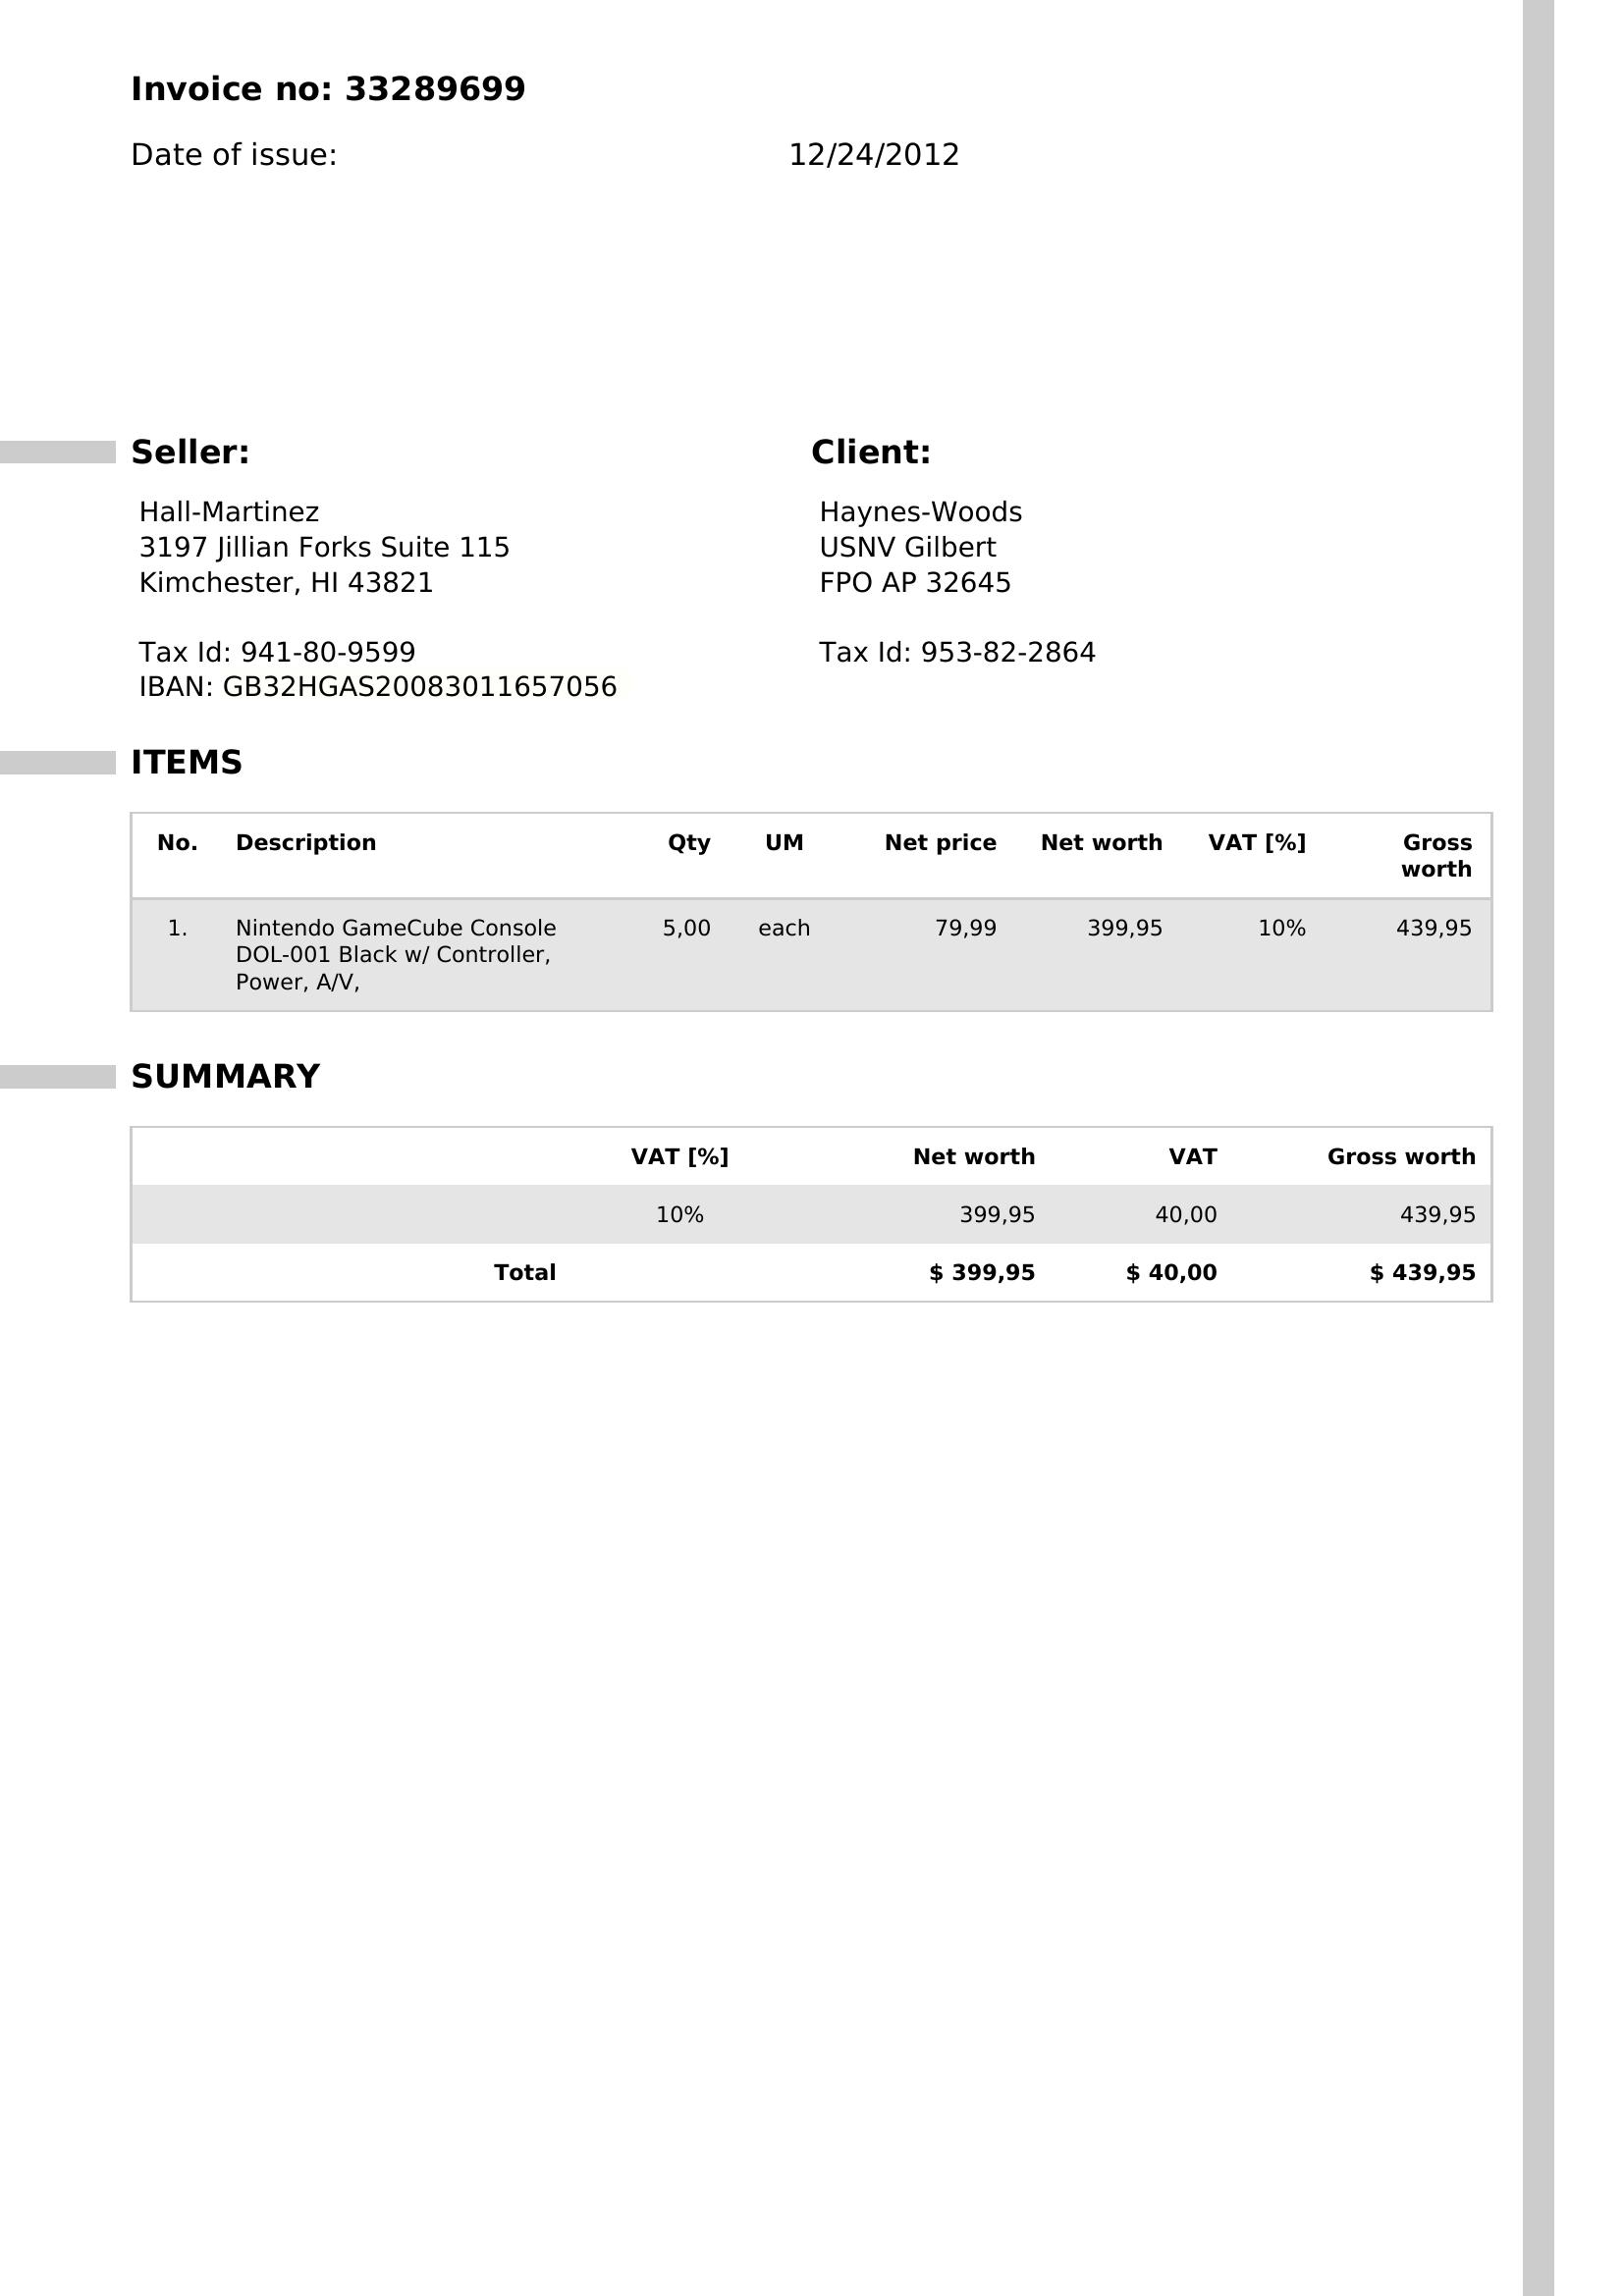 Invoice no: 33289699
Date of issue: 12/24/2012
Seller:
Hall-Martinez
3197 Jillian Forks Suite 115
Kimchester, HI 43821
Tax Id: 941-80-9599
IBAN: GB32HGAS20083011657056
Client:
Haynes-Woods
USNV Gilbert
FPO AP 32645
Tax Id: 953-82-2864
ITEMS
No. Description Qty UM Net price Net worth VAT [%] Gross worth
1. Nintendo GameCube Console 5,00 each 79,99 399,95 10% 439,95
DOL-001 Black w/ Controller,
Power, A/V,
SUMMARY
VAT [%] Net worth VAT Gross worth
10% 399,95 40,00 439,95
Total $ 399,95 $ 40,00 $ 439,95